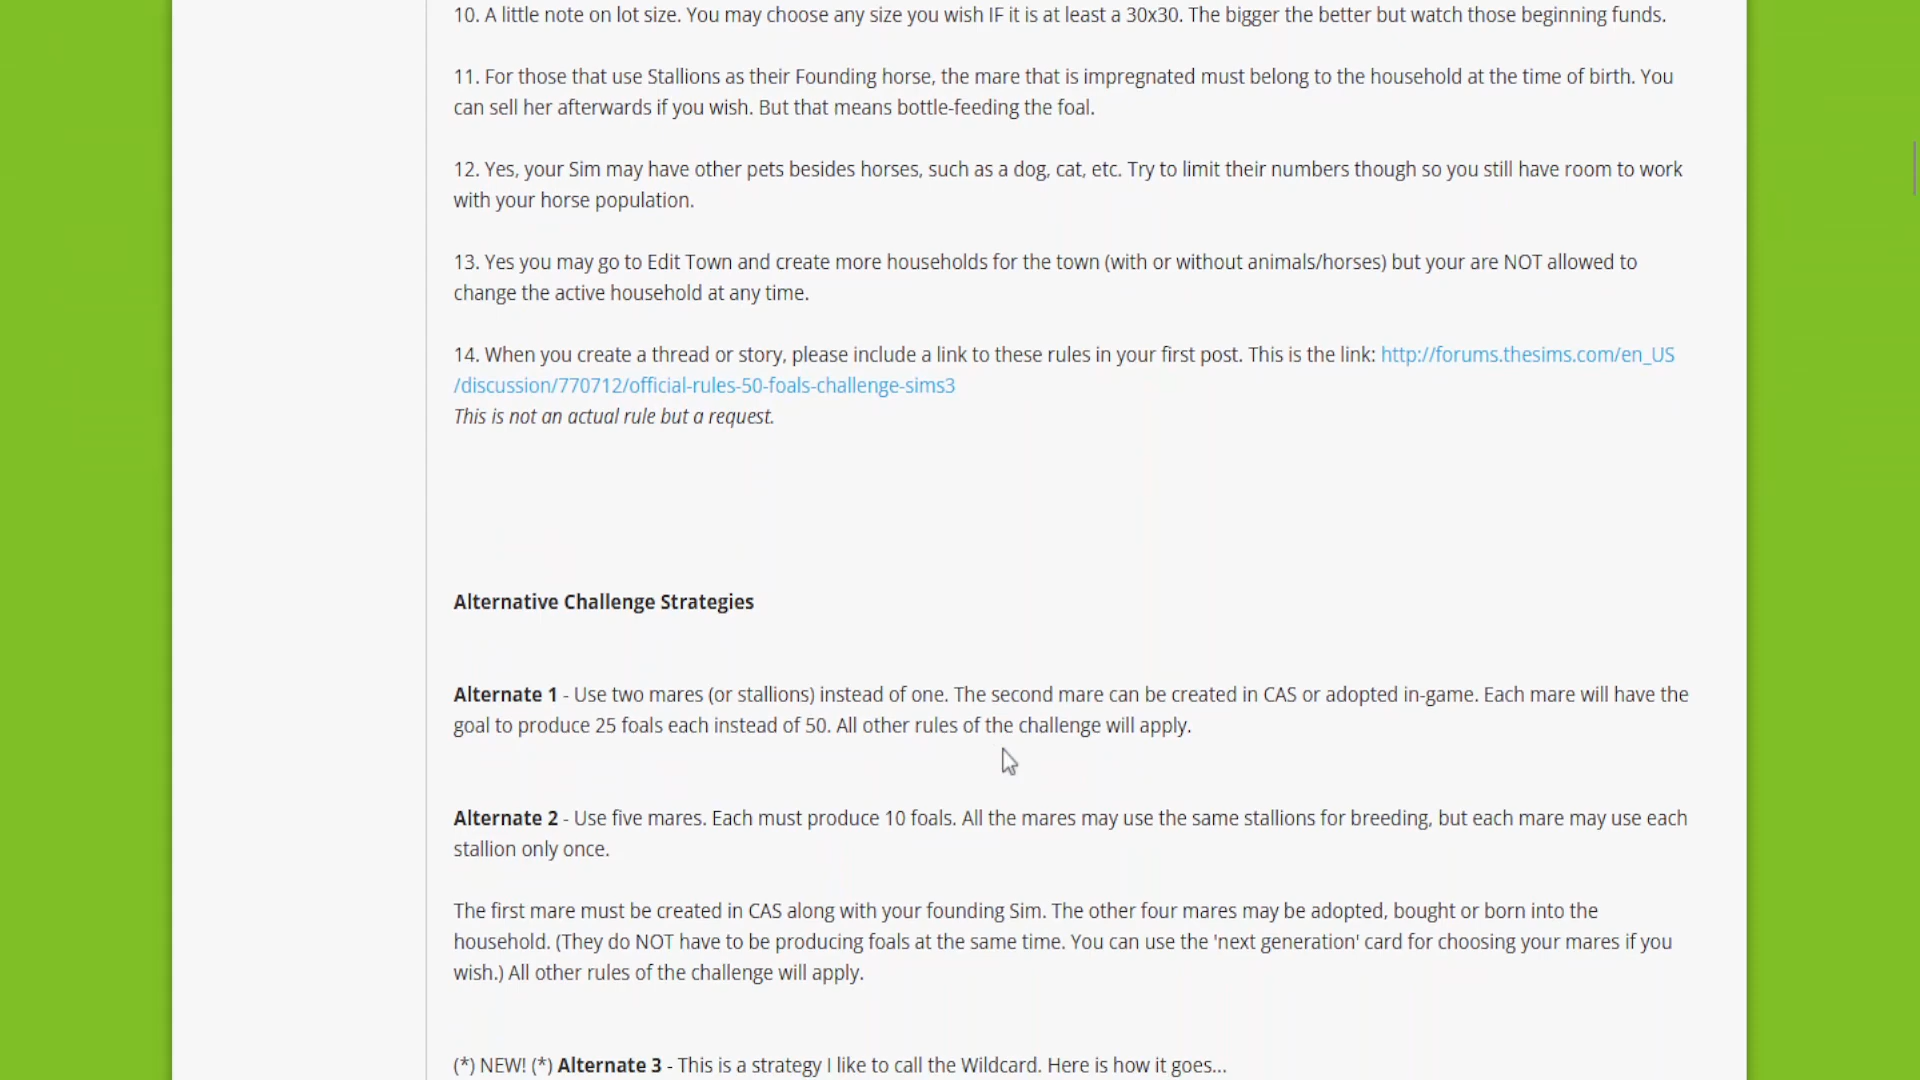 10. A little note on lot size. You may choose any size you wish IF it is at least a 30x30. The bigger the better but watch those beginning funds.
11. For those that use Stallions as their Founding horse, the mare that is impregnated must belong to the household at the time of birth. You
can sell her afterwards if you wish. But that means bottle-feeding the foal.
12. Yes, your Sim may have other pets besides horses, such as a dog, cat, etc. Try to limit their numbers though so you still have room to work
with your horse population.
13. Yes you may go to Edit Town and create more households for the town (with or without animals/horses) but your are NOT allowed to
change the active household at any time.
14. When you create a thread or story, please include a link to these rules in your first post. This is the link: http://forums.thesims.com/en_US
/discussion/770712/official-rules-50-foals-challenge-sims3
This is not an actual rule but a request.
Alternative Challenge Strategies
Alternate 1 - Use two mares (or stallions) instead of one. The second mare can be created in CAS or adopted in-game. Each mare will have the
goal to produce 25 foals each instead of 50. All other rules of the challenge will apply.
Alternate 2 - Use five mares. Each must produce 10 foals. All the mares may use the same stallions for breeding, but each mare may use each
stallion only once.
The first mare must be created in CAS along with your founding Sim. The other four mares may be adopted, bought or born into the
household. (They do NOT have to be producing foals at the same time. You can use the 'next generation' card for choosing your mares if you
wish.) All other rules of the challenge will apply.
(*) NEW! (*) Alternate 3 - This is a strategy I like to call the Wildcard. Here is how it goes...